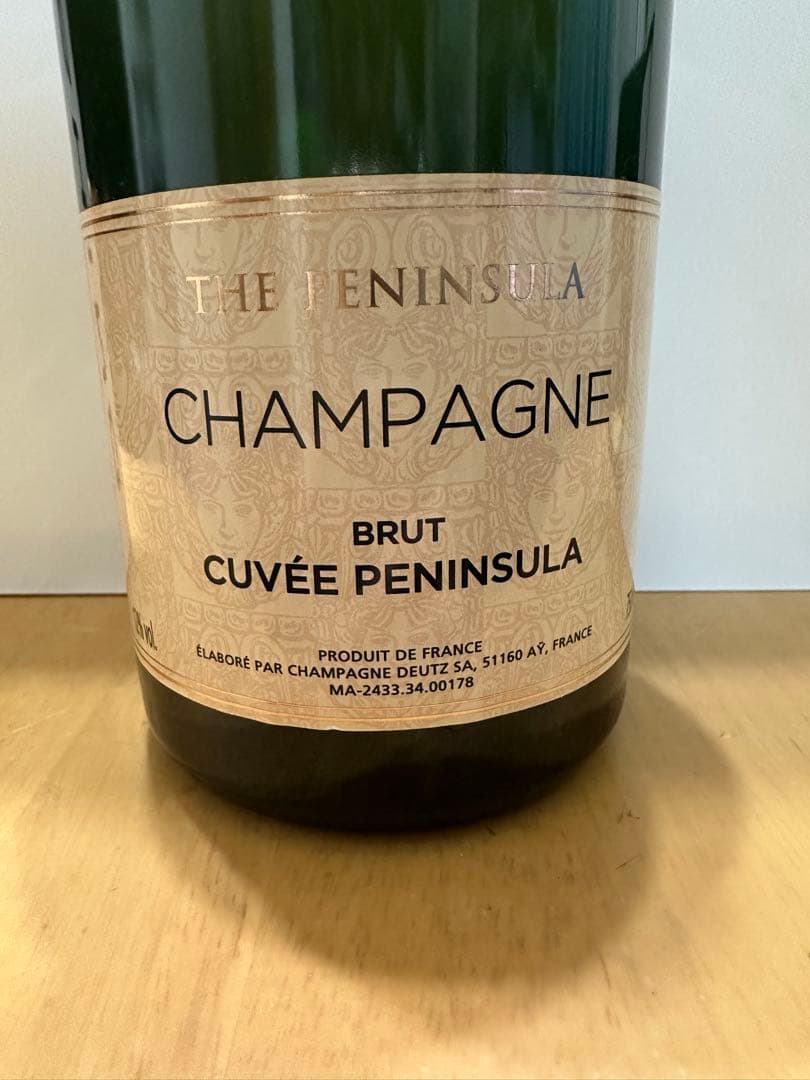 THE PENINSULA
CHAMPAGNE
BRUT
CUVÉE PENINSULA
vol.
PRODUIT DE FRANCE
ÉLABORÉ PAR CHAMPAGNE DEUTZ SA, 51160 AŸ, FRANCE
MA-2433.34.00178